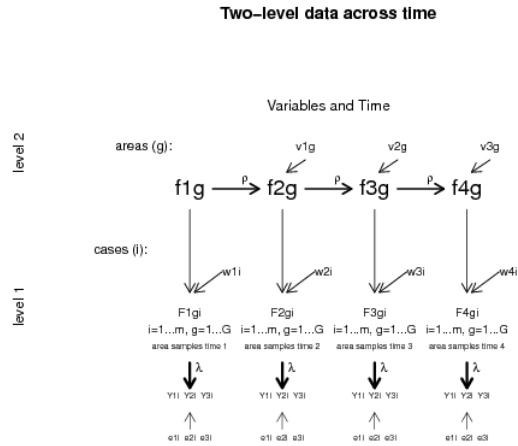 Two-level data across time
Variables and Time
level 2
areas (g):
v1g v2g v3g
ρ ρ ρ
f1g f2g f3g f4g
cases (i):
w1i w2i w3i w4i
level 1
F1gi F2gi F3gi F4gi
i=1...m, g=1...G i=1...m, g=1...G i=1...m, g=1...G i=1...m, g=1...G
area samples time 1 area samples time 2 area samples time 3 area samples time 4
λ λ λ λ
Y1i Y2i Y3i Y1i Y2i Y3i Y1i Y2i Y3i Y1i Y2i Y3i
e1i e2i e3i e1i e2i e3i e1i e2i e3i e1i e2i e3i